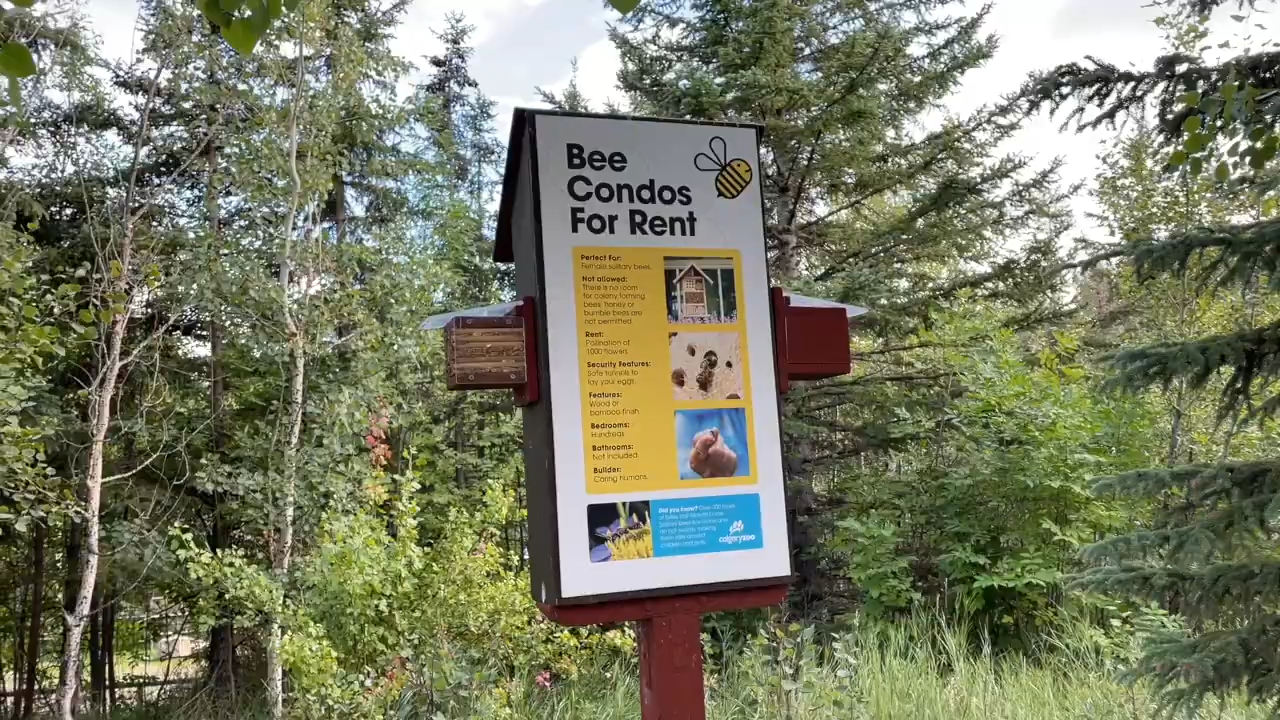 Bee
Condos
For Rent
Perfect For:
Female solitary bees.
Not allowed:
There is no room
for colony forming
bees, honey or
bumble bees are
not permitted.
Rent:
Pollination of
1000 flowers.
Security Features:
Safe tunnels to
lay your eggs.
Features:
Wood or
bamboo finish.
Bedrooms:
Hundreds
Bathrooms:
Not included.
Builder:
Caring humans.
Did you know? Over
calgaryzoo